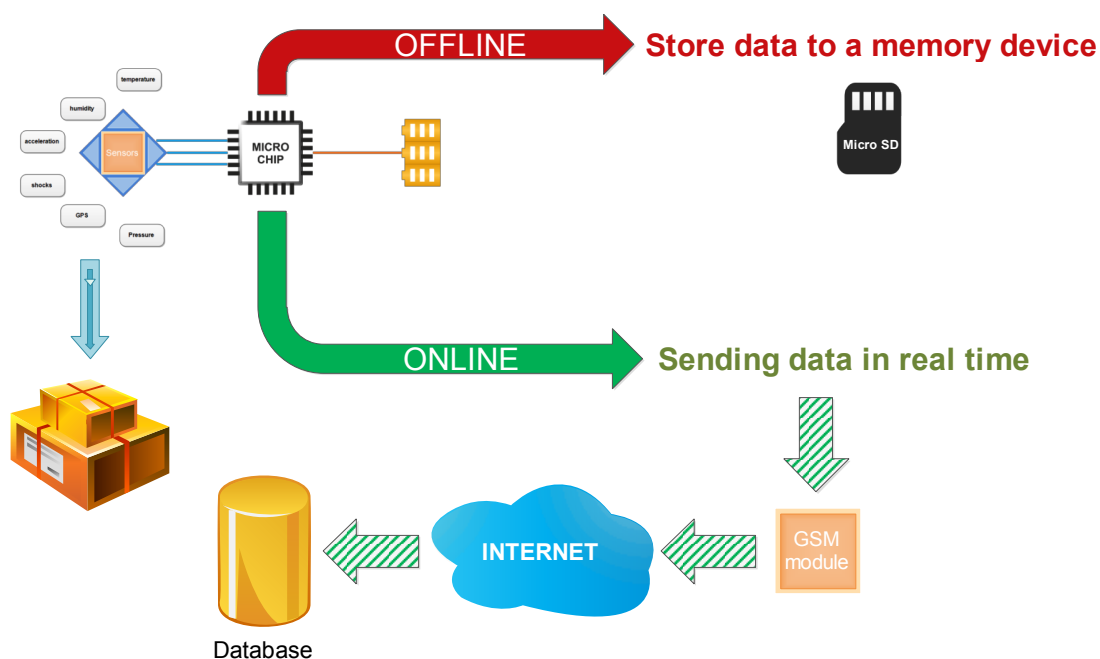 OFFLINE
Store data to a memory device
temperature
humidity
acceleration
Sensors
shocks
GPS
Pressure
MICRO
CHIP
Micro SD
ONLINE
Sending data in real time
GSM
module
INTERNET
Database